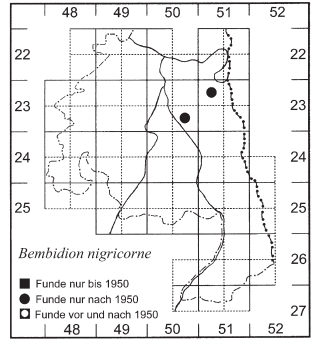 48 49 50 51 52
22 22
23 23
24 24
25 25
Bembidion nigricorne
26
Funde nur bis 1950
Funde nur nach 1950
Funde vor und nach 1950
27
48 49 50 51 52